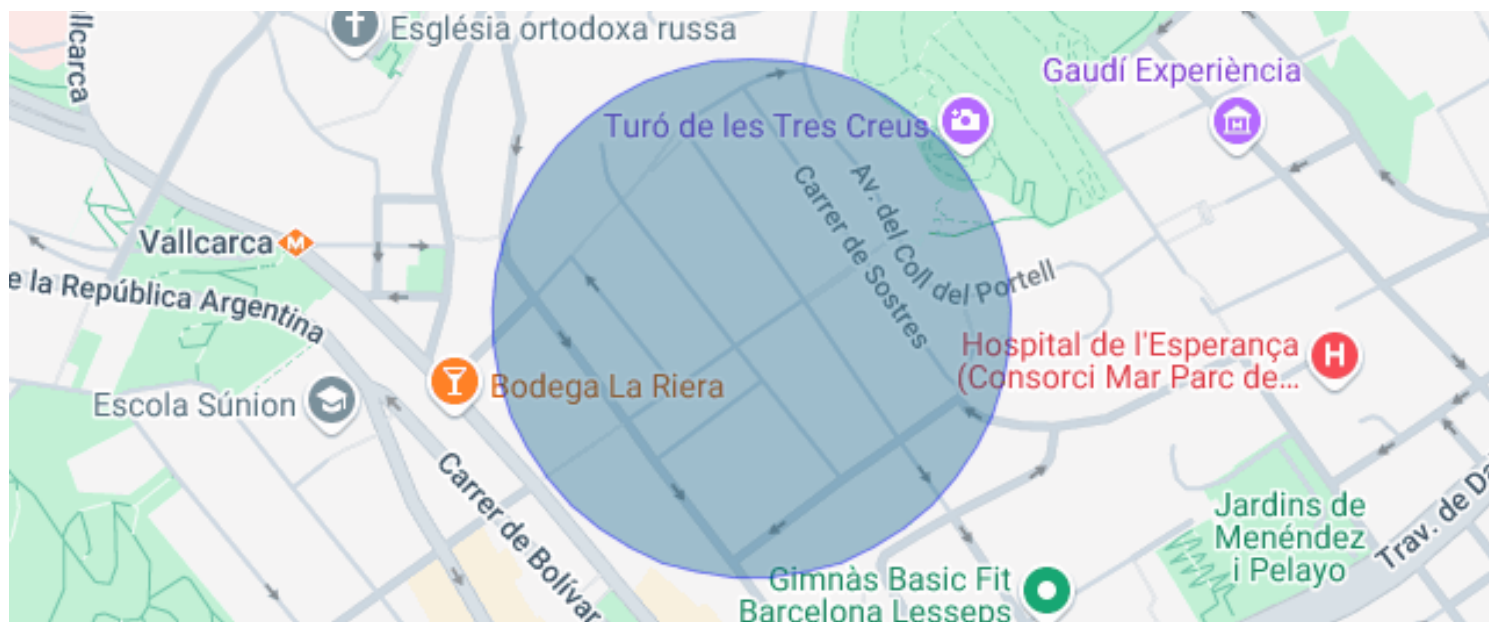 allcarca
Església ortodoxa russa
Gaudí Experiència
Turó de les Tres Creus
Av. del Coll del Portell
Carrer de Sostres
Vallcarca
M
e la República Argentina
Hospital de l'Esperança
(Consorci Mar Parc de...
H
Bodega La Riera
Escola Súnion
Carrer de Bolívar
Jardins de
Menéndez
i Pelayo
Trav. de Da
Gimnàs Basic Fit
Barcelona Lesseps